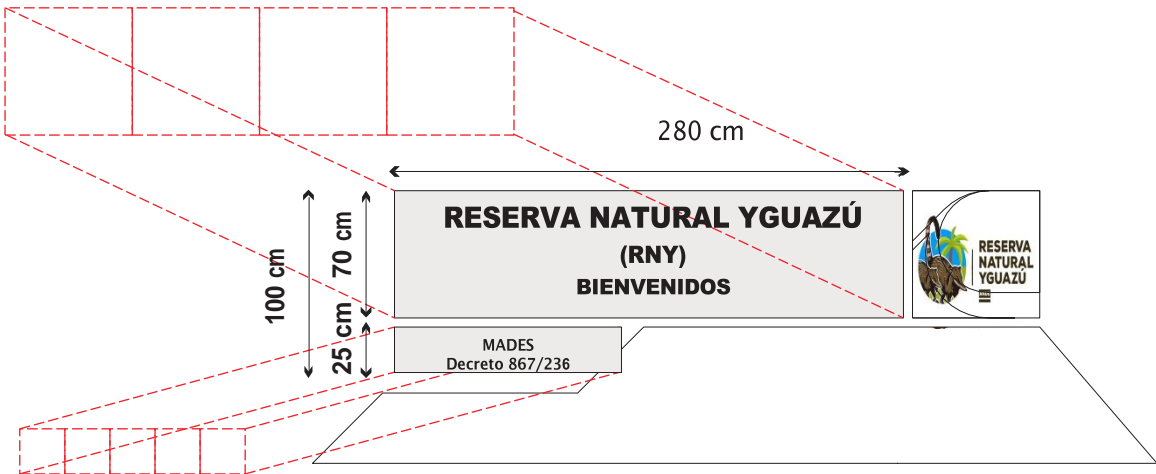 280 cm
100 cm
70 cm
25 cm
RESERVA NATURAL YGUAZÚ
(RNY)
BIENVENIDOS
RESERVA
NATURAL
YGUAZÚ
MADES
Decreto 867/236